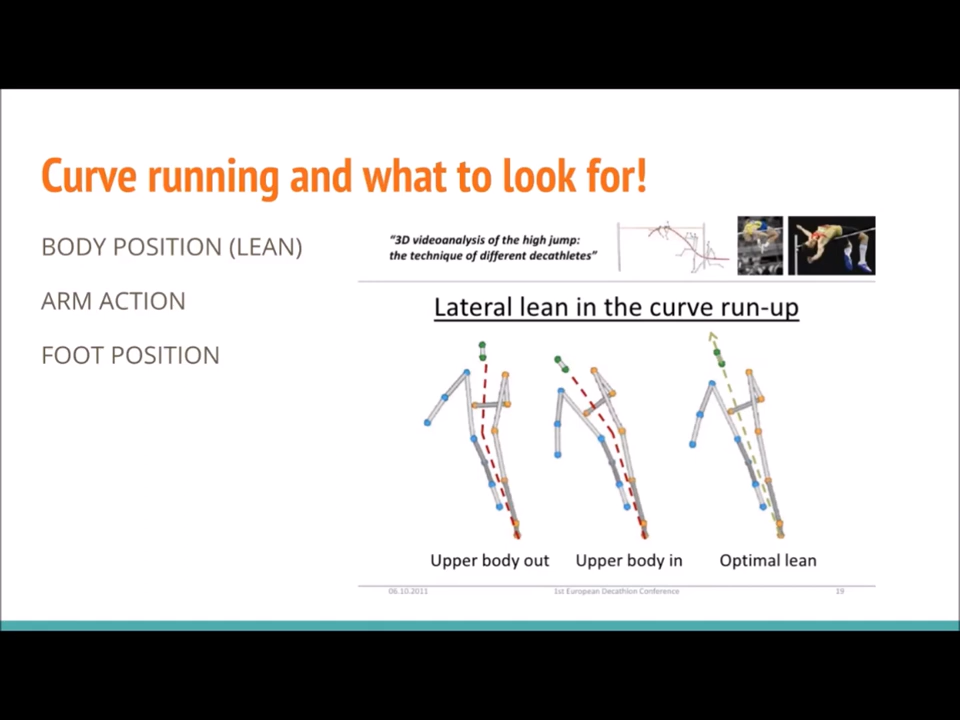 Curve running and what to look for!
BODY POSITION (LEAN)
ARM ACTION
FOOT POSITION
"3D videoanalysis of the high jump:
the technique of different decathletes"
Lateral lean in the curve run-up
Upper body out
Upper body in
Optimal lean
06.10.2011
1st European Decathlon Conference
19